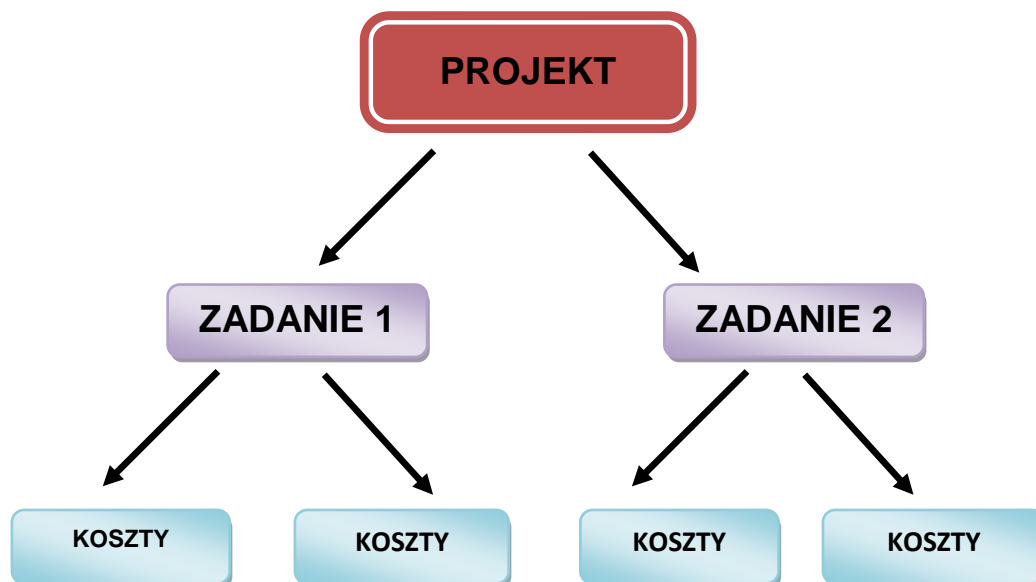 PROJEKT
ZADANIE 1
ZADANIE 2
KOSZTY
KOSZTY
KOSZTY
KOSZTY